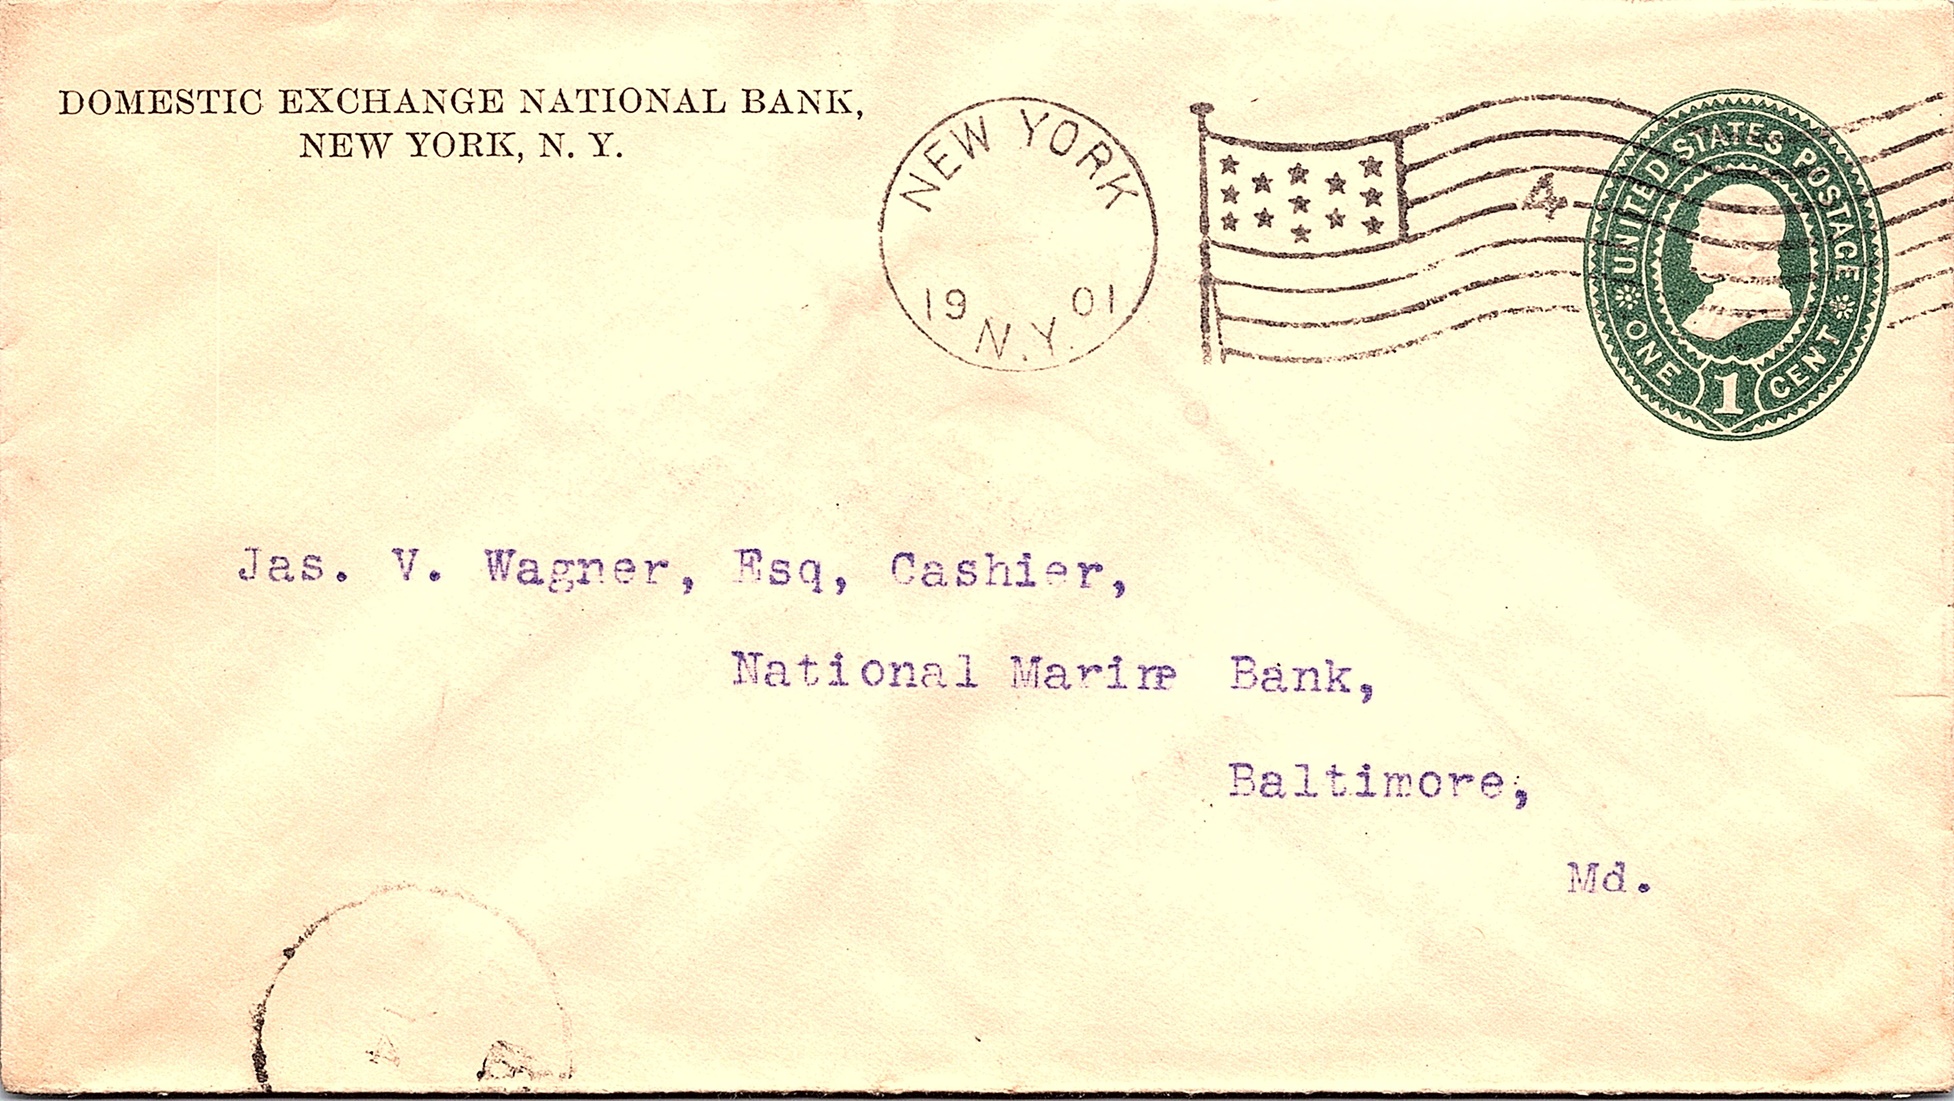 DOMESTIC EXCHANGE NATIONAL BANK,
NEW YORK, N. Y.
NEW YORK
19 01
N.Y.
4
UNITED STATES POSTAGE
ONE 1 CENT
Jas. V. Wagner, Esq, Cashier,
National Marine Bank,
Baltimore,
Md.